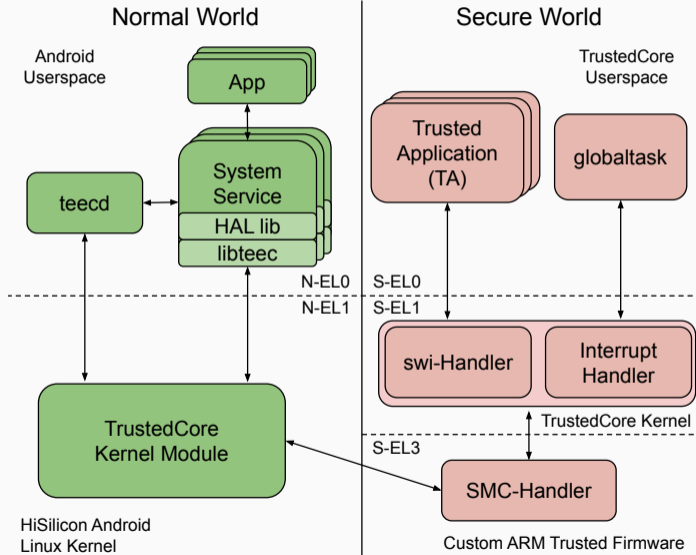 Normal World
Secure World
Android
Userspace
TrustedCore
Userspace
App
System
Service
HAL lib
libteec
teecd
Trusted
Application
(TA)
globaltask
N-EL0
S-EL0
N-EL1
S-EL1
swi-Handler
Interrupt
Handler
TrustedCore Kernel
TrustedCore
Kernel Module
S-EL3
SMC-Handler
HiSilicon Android
Linux Kernel
Custom ARM Trusted Firmware